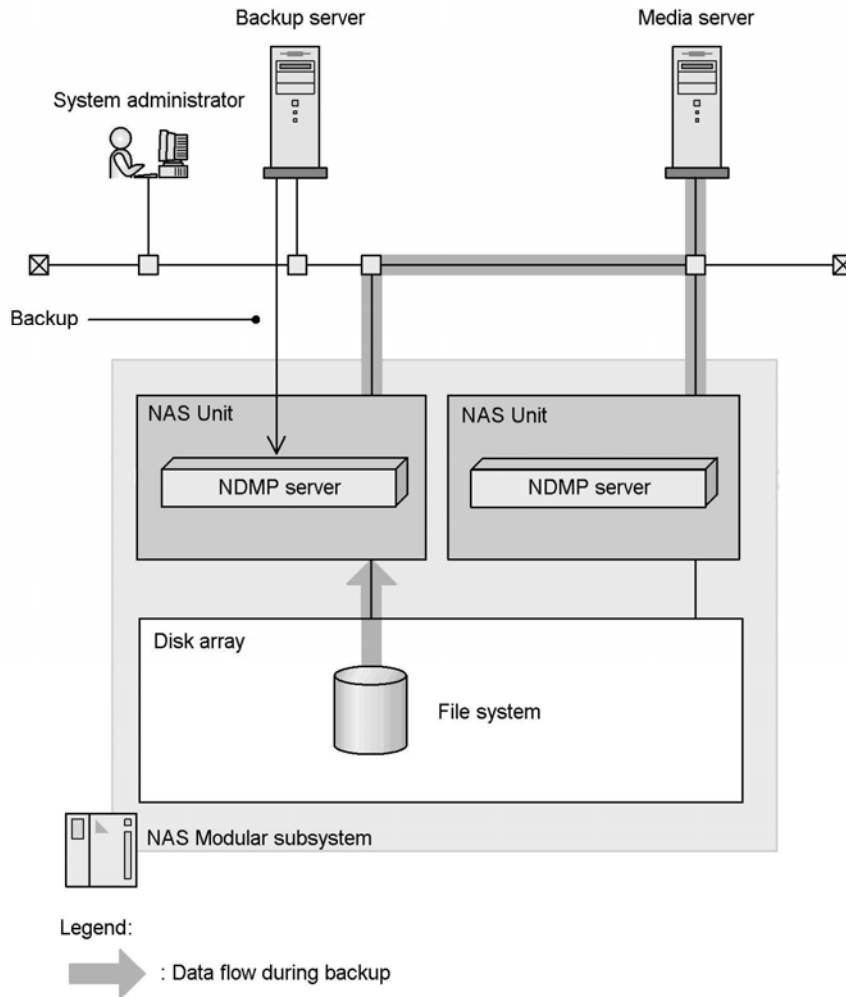 Backup server
Media server
System administrator
Backup
NAS Unit
NAS Unit
NDMP server
NDMP server
Disk array
File system
NAS Modular subsystem
Legend:
: Data flow during backup